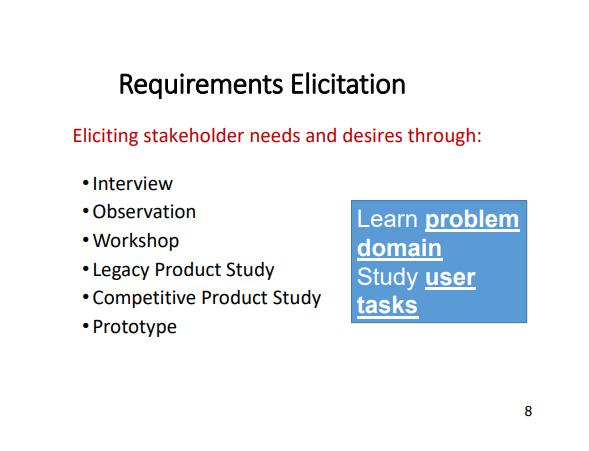 Requirements Elicitation
Eliciting stakeholder needs and desires through:
•Interview
•Observation
•Workshop
•Legacy Product Study
•Competitive Product Study
•Prototype
Learn problem
domain
Study user
tasks
8